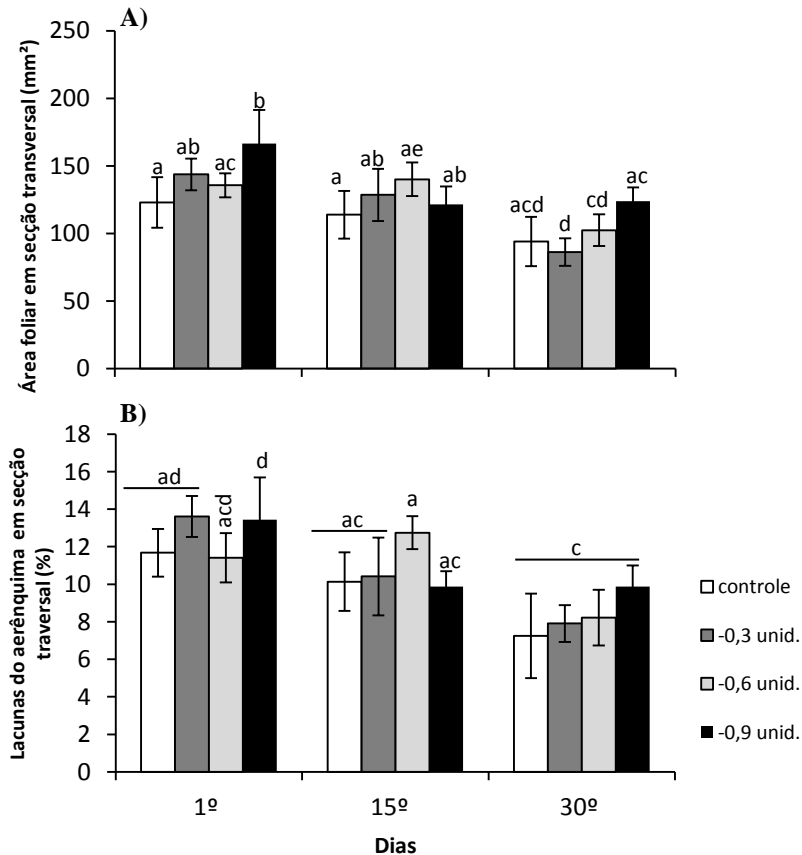 A)
Área foliar em secção transversal (mm²)
250
200
150
100
50
0
a
ab
ac
b
a
ab
ae
ab
acd
d
cd
ac
B)
Lacunas do aerênquima em secção
traversal (%)
18
16
14
12
10
8
6
4
2
0
ad
acd
d
ac
a
ac
c
controle
-0,3 unid.
-0,6 unid.
-0,9 unid.
1º
15º
30º
Dias